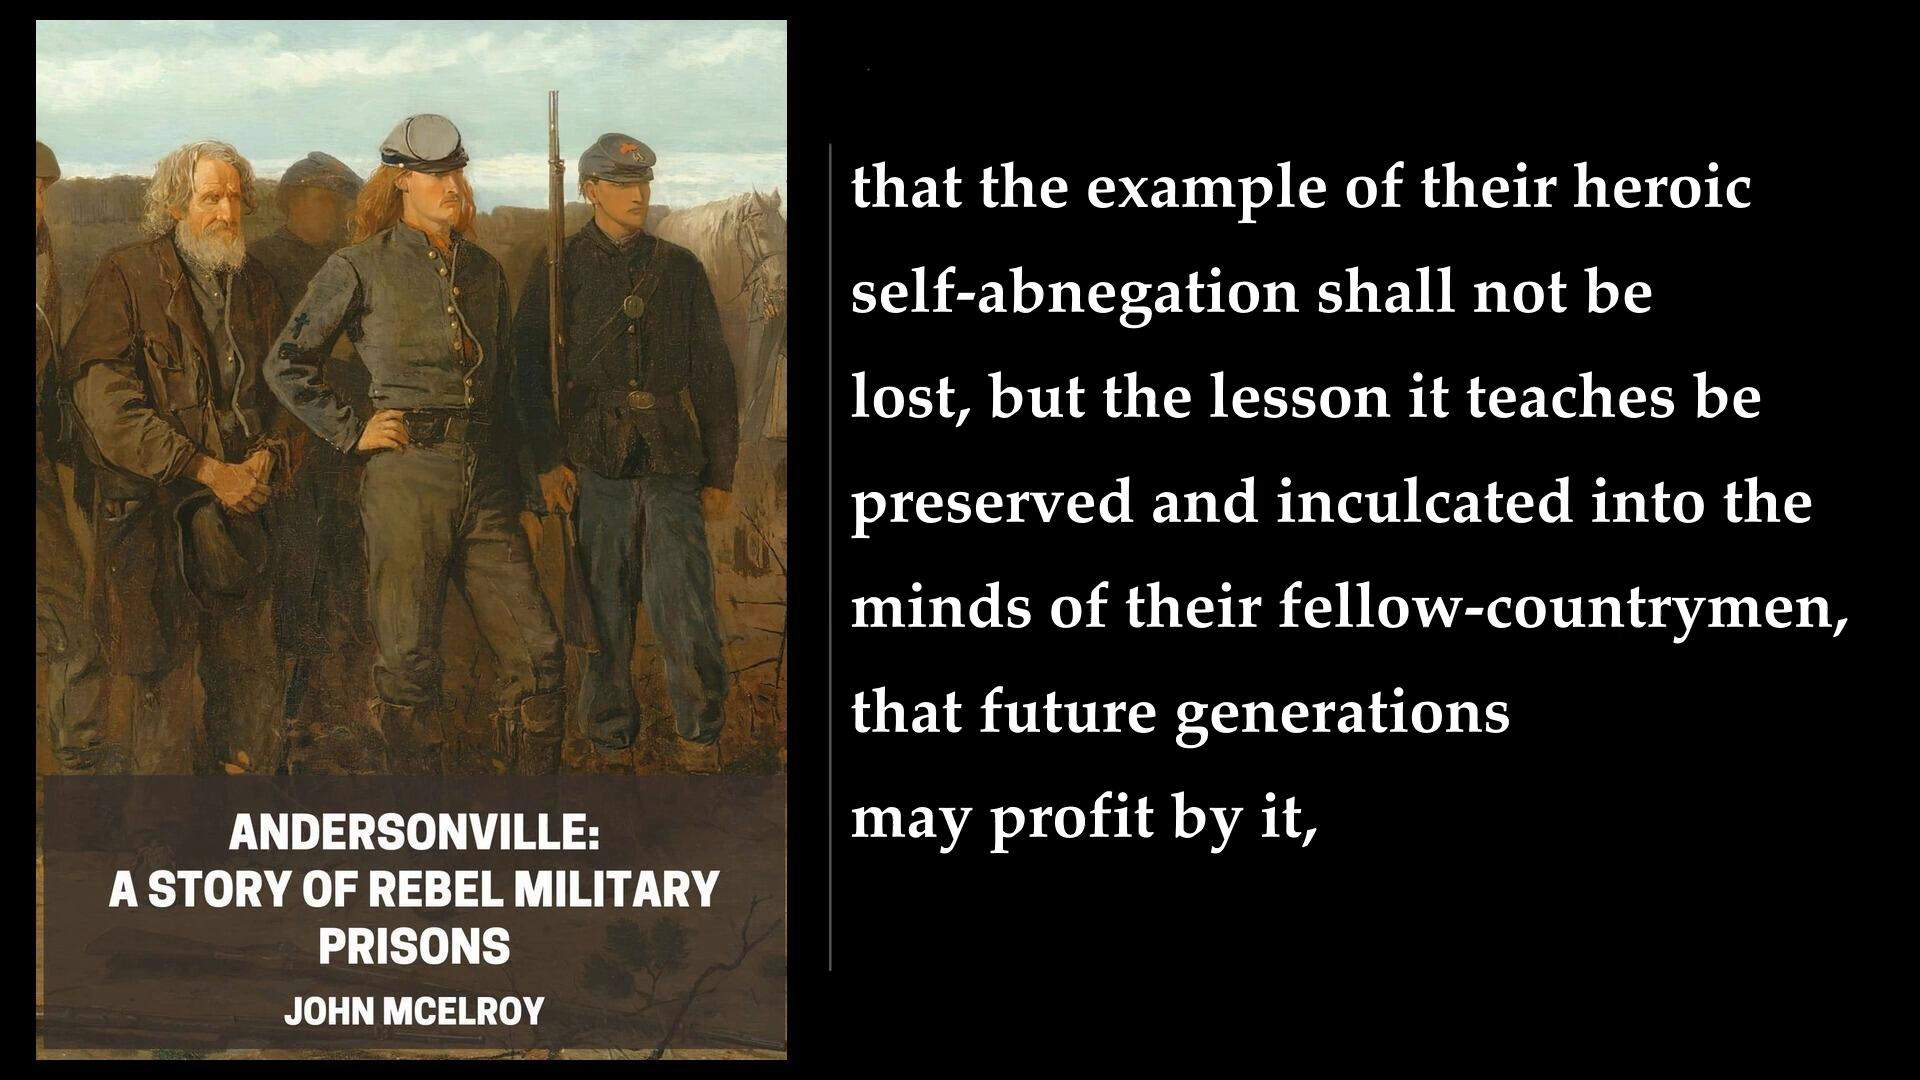 ANDERSONVILLE:
A STORY OF REBEL MILITARY
PRISONS
JOHN MCELROY
that the example of their heroic
self-abnegation shall not be
lost, but the lesson it teaches be
preserved and inculcated into the
minds of their fellow-countrymen,
that future generations
may profit by it,